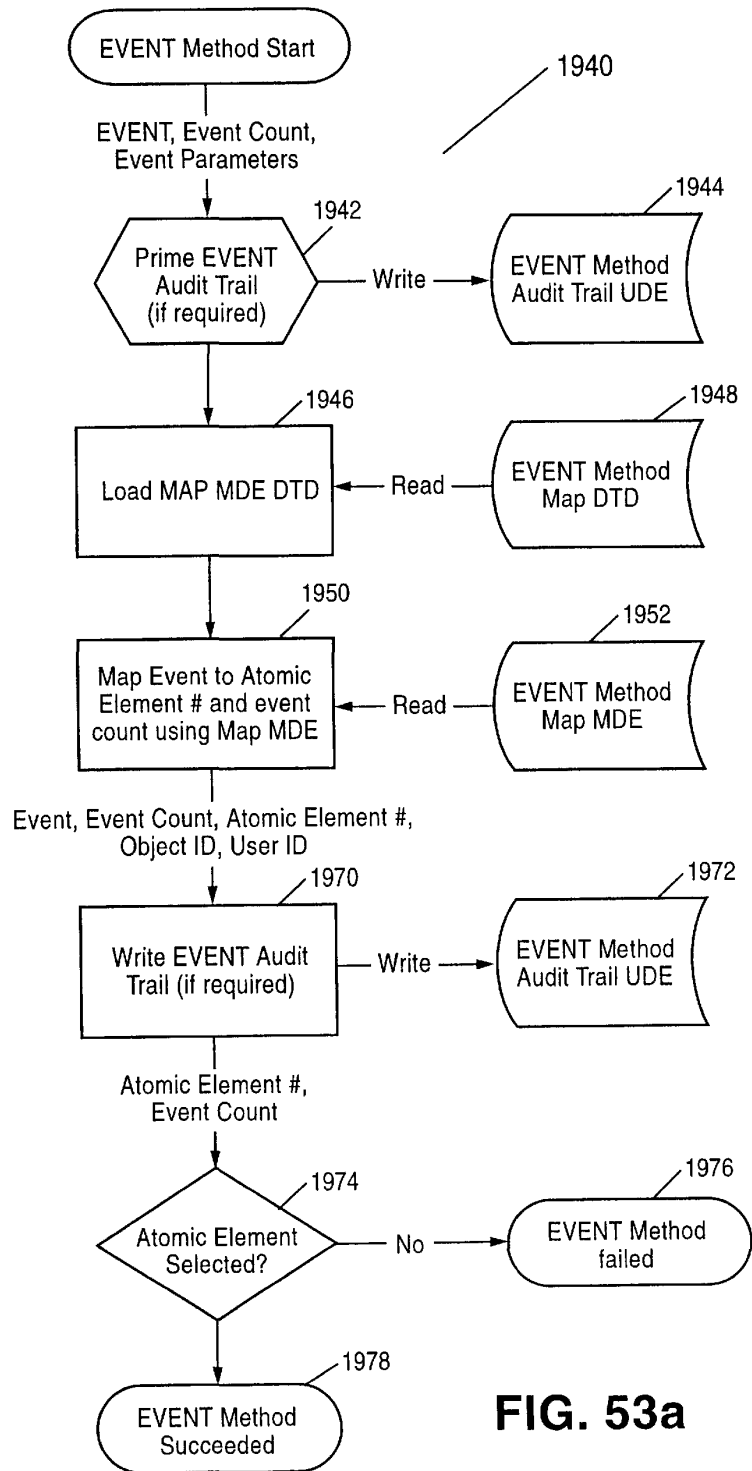 EVENT Method Start
1940
EVENT, Event Count,
Event Parameters
1942
Prime EVENT
Audit Trail
(if required)
Write
1944
EVENT Method
Audit Trail UDE
1946
Load MAP MDE DTD
Read
1948
EVENT Method
Map DTD
1950
Map Event to Atomic
Element # and event
count using Map MDE
Read
1952
EVENT Method
Map MDE
Event, Event Count, Atomic Element #,
Object ID, User ID
1970
Write EVENT Audit
Trail (if required)
Write
1972
EVENT Method
Audit Trail UDE
Atomic Element #,
Event Count
1974
Atomic Element
Selected?
No
1976
EVENT Method
failed
1978
EVENT Method
Succeeded
FIG. 53a